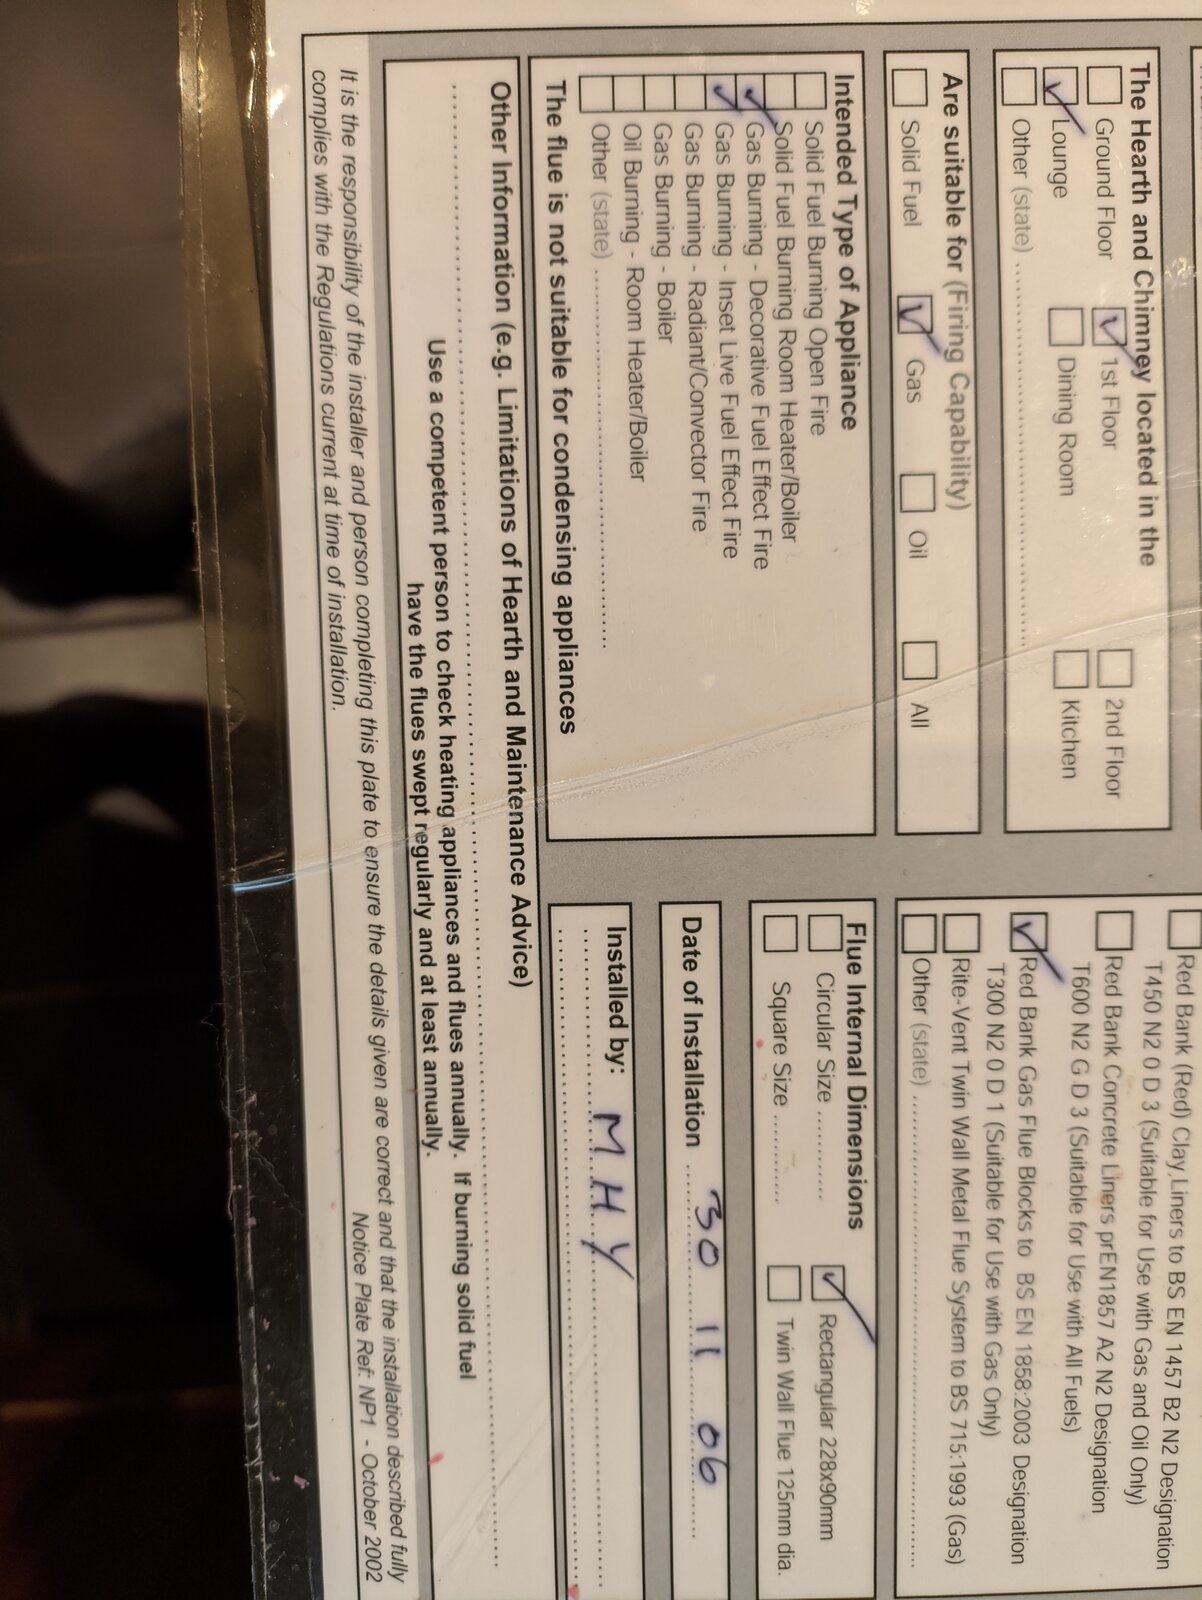 The Hearth and Chimney located in the
Ground Floor 1st Floor 2nd Floor
Lounge Dining Room Kitchen
Other (state)
Are suitable for (Firing Capability)
Solid Fuel Gas Oil All
Intended Type of Appliance
Solid Fuel Burning Open Fire
Solid Fuel Burning Room Heater/Boiler
Gas Burning - Decorative Fuel Effect Fire
Gas Burning - Inset Live Fuel Effect Fire
Gas Burning - Radiant/Convector Fire
Gas Burning - Boiler
Oil Burning - Room Heater/Boiler
Other (state)
The flue is not suitable for condensing appliances
Red Bank (Red) Clay Liners to BS EN 1457 B2 N2 Designation
T450 N2 0 D 3 (Suitable for Use with Gas and Oil Only)
Red Bank Concrete Liners prEN1857 A2 N2 Designation
T600 N2 G D 3 (Suitable for Use with All Fuels)
Red Bank Gas Flue Blocks to BS EN 1858:2003 Designation
T300 N2 0 D 1 (Suitable for Use with Gas Only)
Rite-Vent Twin Wall Metal Flue System to BS 715:1993 (Gas)
Other (state)
Flue Internal Dimensions
Circular Size Rectangular 228x90mm
Square Size Twin Wall Flue 125mm dia.
Date of Installation 30 11 06
Installed by: M H Y
Other Information (e.g. Limitations of Hearth and Maintenance Advice)
Use a competent person to check heating appliances and flues annually. If burning solid fuel
have the flues swept regularly and at least annually.
It is the responsibility of the installer and person completing this plate to ensure the details given are correct and that the installation described fully
complies with the Regulations current at time of installation.
Notice Plate Ref: NP1 - October 2002